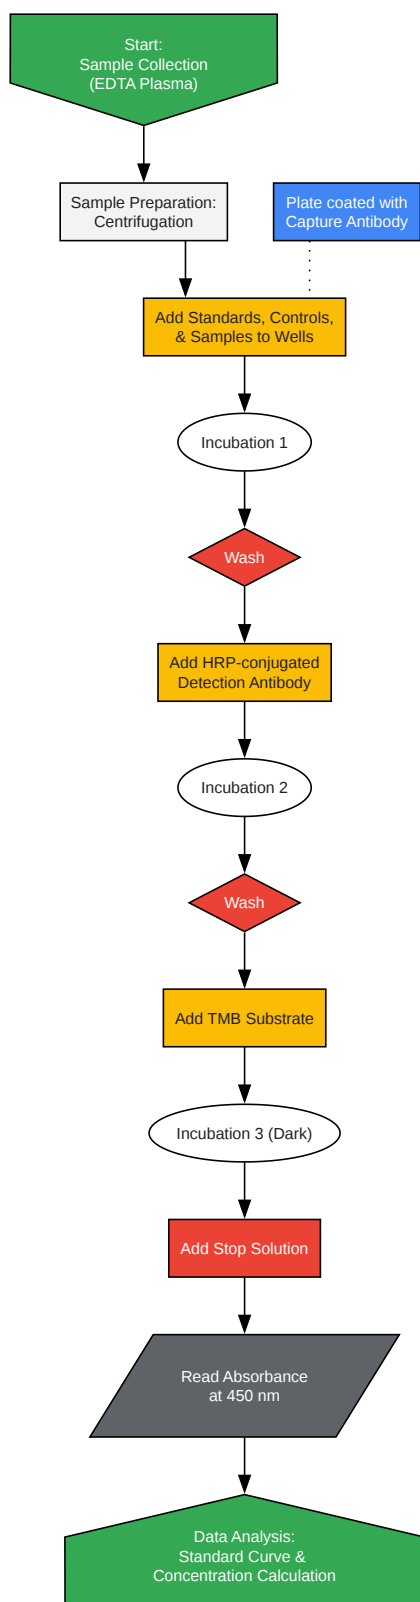 Start:
Sample Collection
(EDTA Plasma)
Sample Preparation:
Centrifugation
Plate coated with
Capture Antibody
Add Standards, Controls,
& Samples to Wells
Incubation 1
Wash
Add HRP-conjugated
Detection Antibody
Incubation 2
Wash
Add TMB Substrate
Incubation 3 (Dark)
Add Stop Solution
Read Absorbance
at 450 nm
Data Analysis:
Standard Curve &
Concentration Calculation